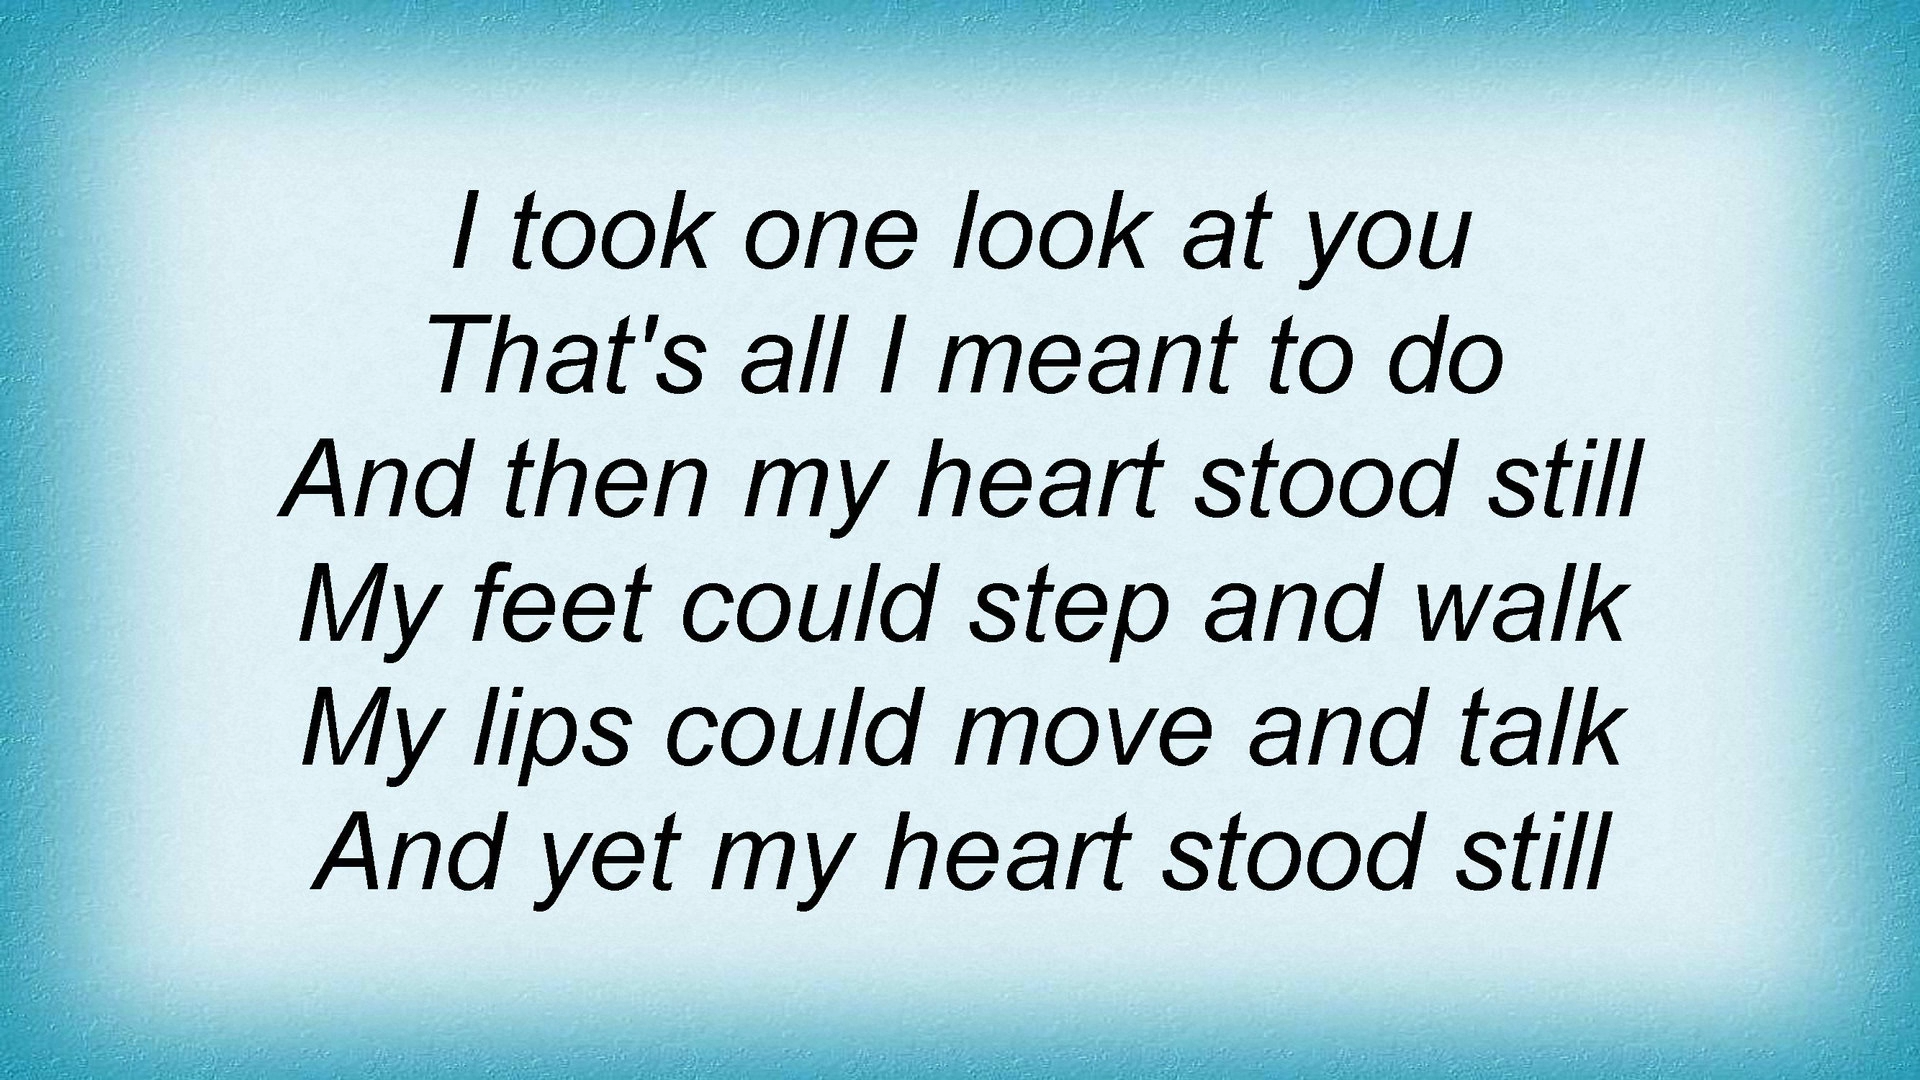 I took one look at you
That's all I meant to do
And then my heart stood still
My feet could step and walk
My lips could move and talk
And yet my heart stood still